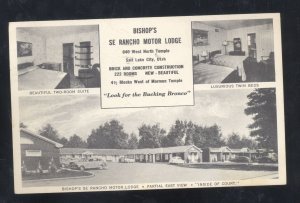 BISHOP'S
SE RANCHO MOTOR LODGE
640 West North Temple
Salt Lake City, Utah
BRICK AND CONCRETE CONSTRUCTION
222 ROOMS NEW - BEAUTIFUL
4½ Blocks West of Mormon Temple
"Look for the Bucking Bronco"
BEAUTIFUL TWO-ROOM SUITE
LUXURIOUS TWIN BEDS
BISHOP'S SE RANCHO MOTOR LODGE • PARTIAL EAST VIEW • "INSIDE OF COURT"